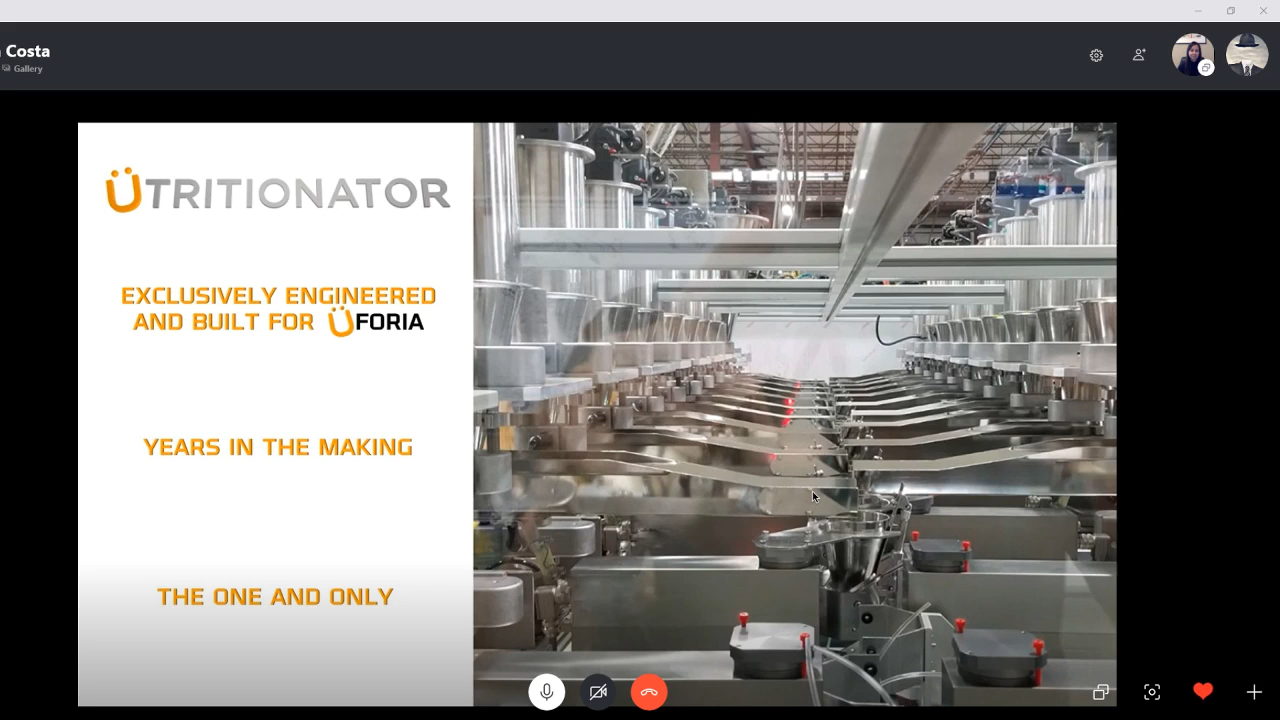 Costa
Gallery
ÜTRITIONATOR
EXCLUSIVELY ENGINEERED
AND BUILT FOR ÜFORIA
YEARS IN THE MAKING
THE ONE AND ONLY